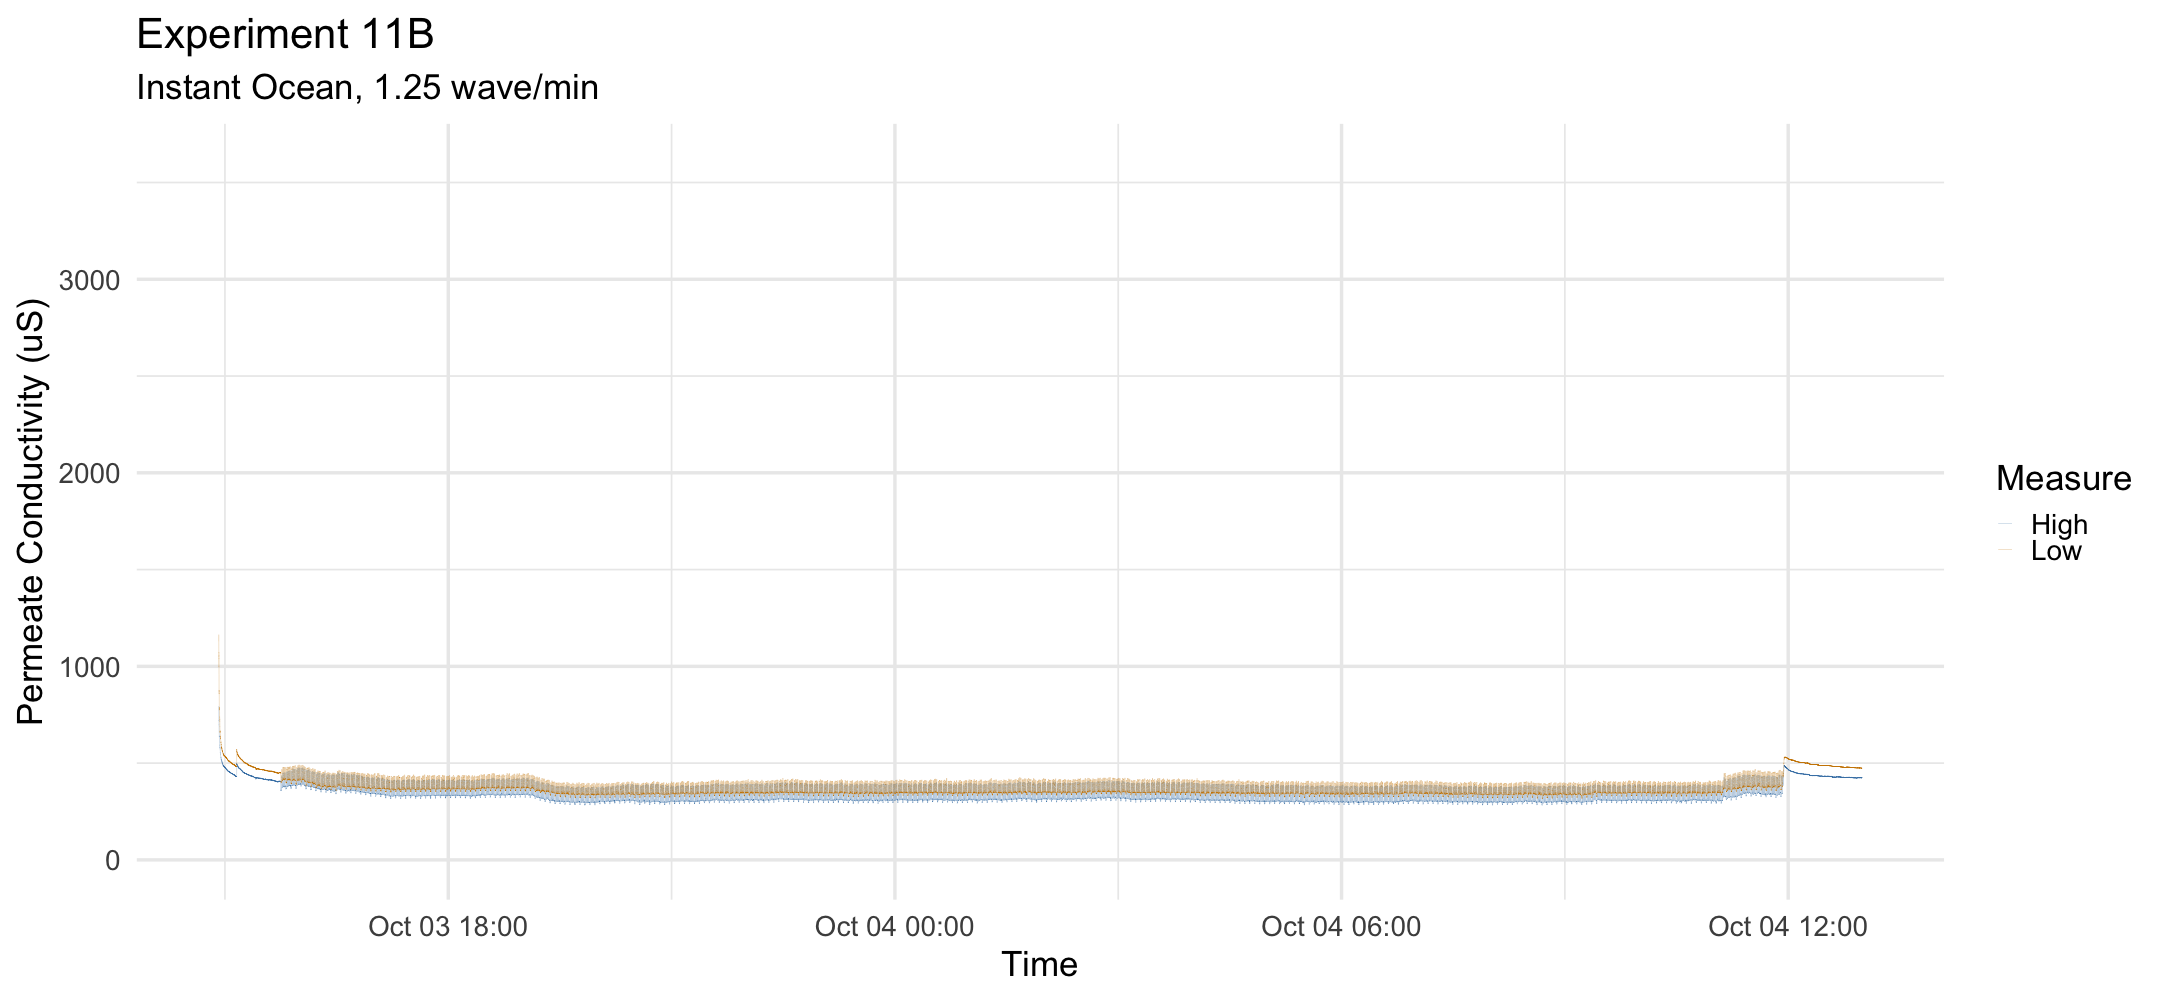 Experiment 11B
Instant Ocean, 1.25 wave/min
Permeate Conductivity (uS)
3000
2000
1000
0
Oct 03 18:00
Oct 04 00:00
Oct 04 06:00
Oct 04 12:00
Time
Measure
High
Low